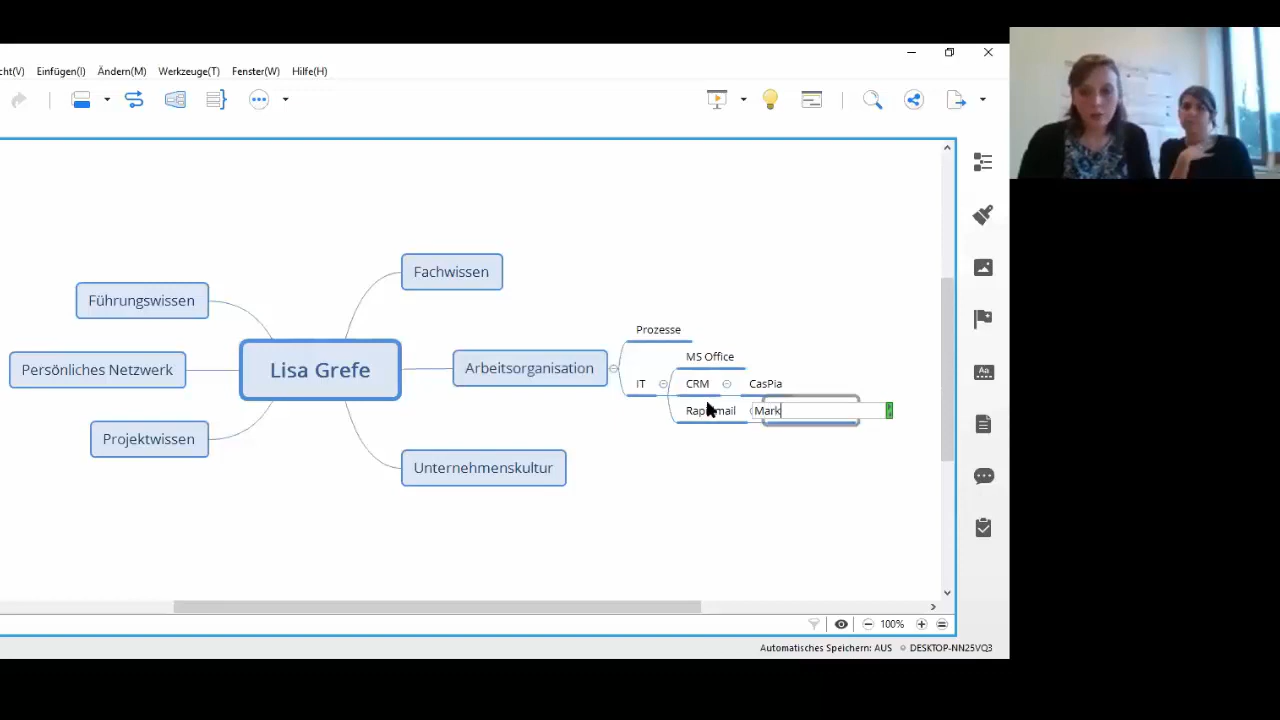 cht(V) Einfügen(I) Ändern(M) Werkzeuge(T) Fenster(W) Hilfe(H)
Fachwissen
Führungswissen
Prozesse
MS Office
Persönliches Netzwerk
Lisa Grefe
Arbeitsorganisation
IT
CRM
CasPia
Mark
Projektwissen
Unternehmenskultur
Aa
100%
Automatisches Speichern: AUS DESKTOP-NN25VQ3